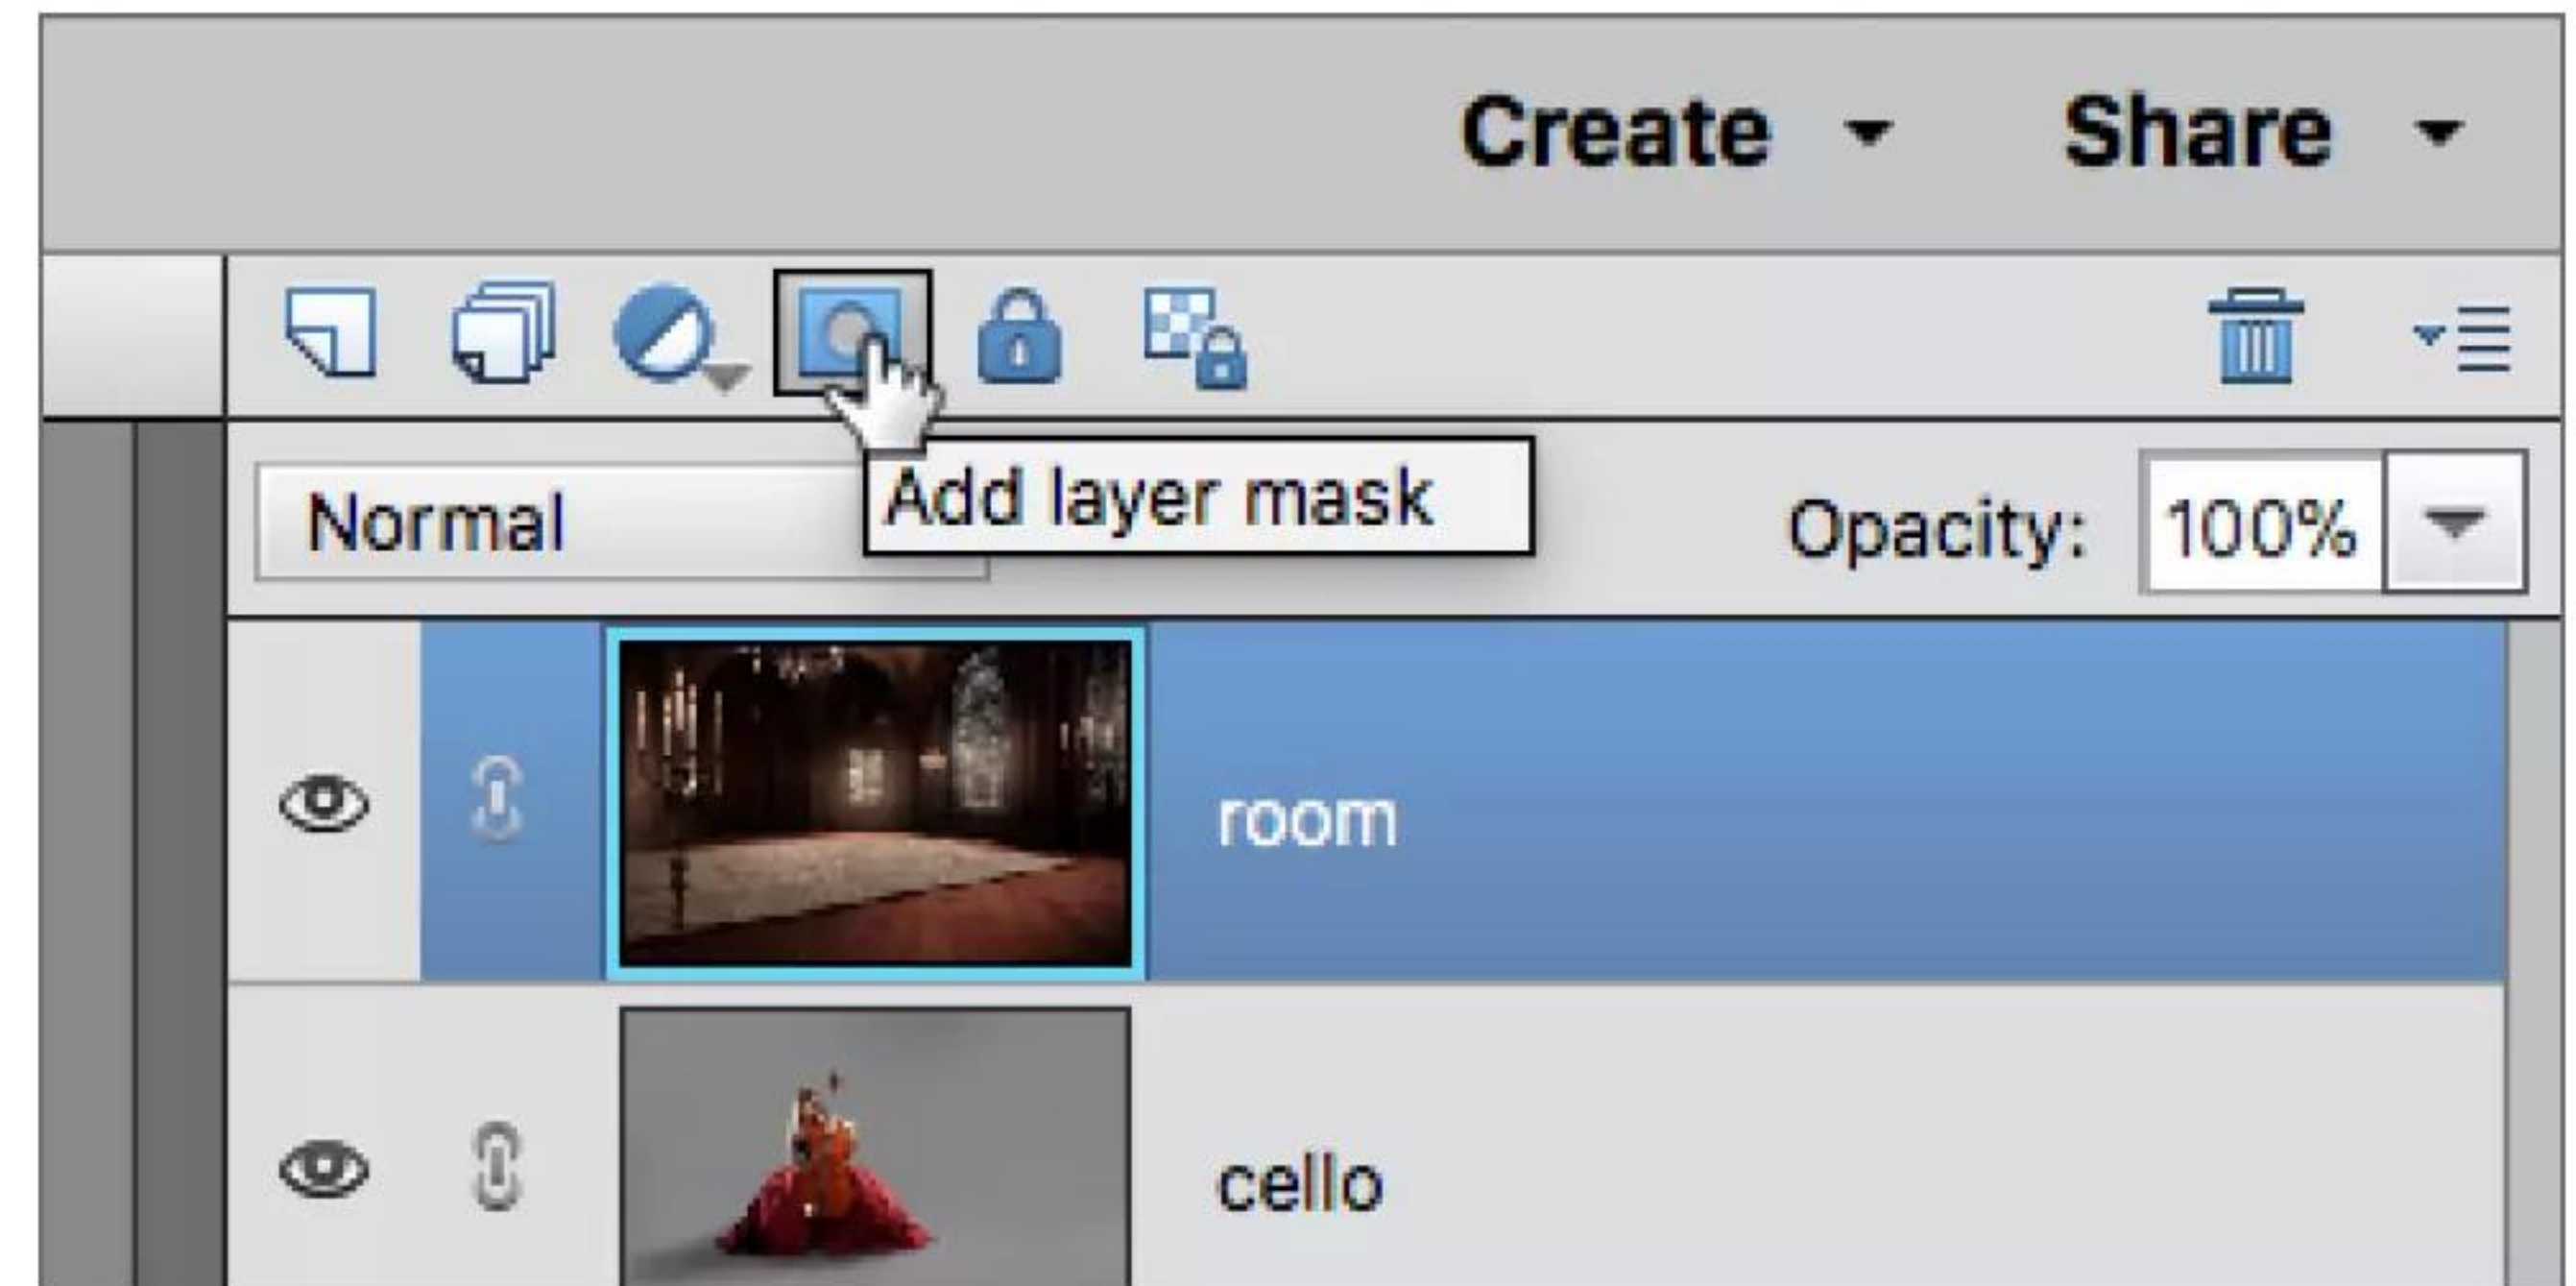 Create Share
Add layer mask
Normal Opacity: 100%
room
cello